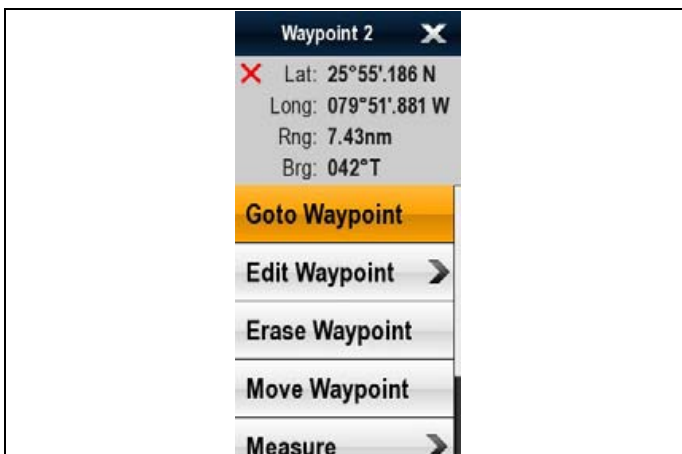 Waypoint 2
Lat: 25°55'.186 N
Long: 079°51'.881 W
Rng: 7.43nm
Brg: 042°T
Goto Waypoint
Edit Waypoint
Erase Waypoint
Move Waypoint
Measure